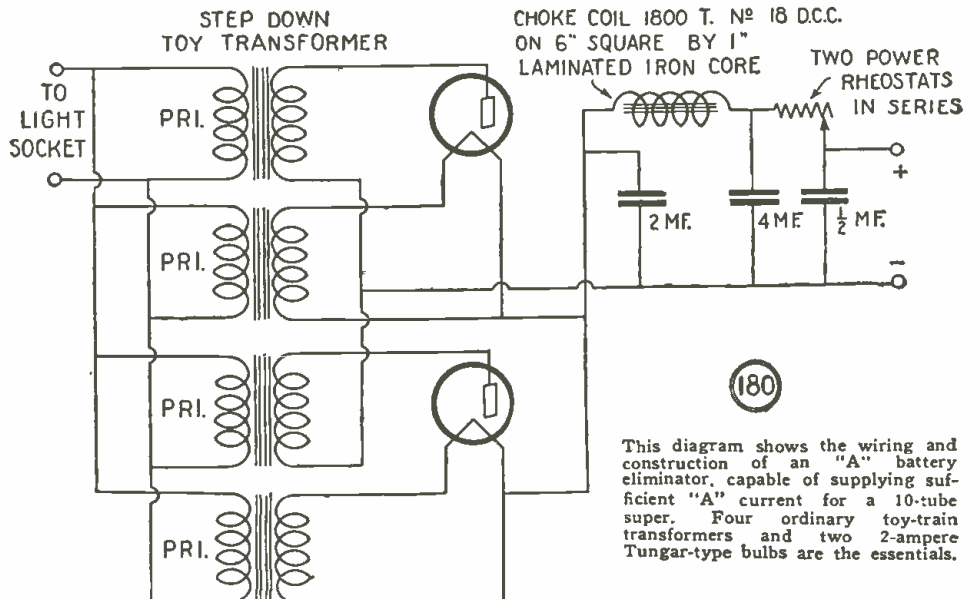 STEP DOWN
TOY TRANSFORMER
CHOKE COIL 1800 T. Nº 18 D.C.C.
ON 6" SQUARE BY 1"
LAMINATED IRON CORE
TWO POWER
RHEOSTATS
IN SERIES
TO
LIGHT
SOCKET
PRI.
+
2 MF.
4 MF.
½ MF.
PRI.
−
PRI.
180
This diagram shows the wiring and
construction of an "A" battery
eliminator, capable of supplying suf-
ficient "A" current for a 10-tube
super. Four ordinary toy-train
transformers and two 2-ampere
Tungar-type bulbs are the essentials.
PRI.